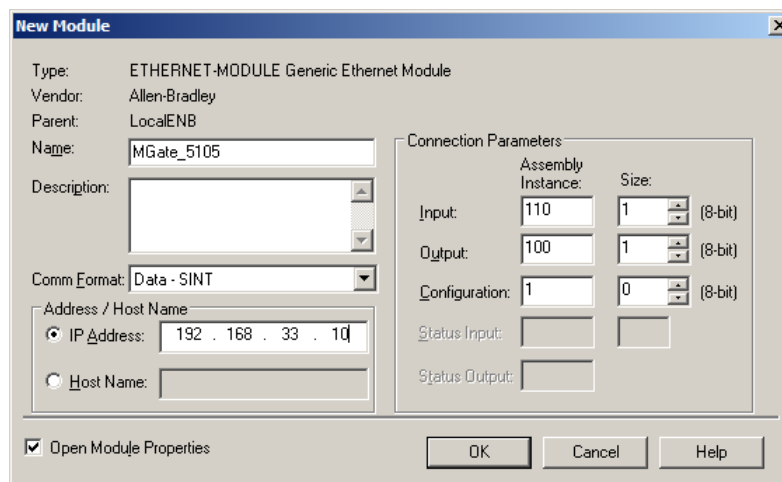 New Module
Type: ETHERNET-MODULE Generic Ethernet Module
Vendor: Allen-Bradley
Parent: LocalENB
Name: MGate_5105
Description:
Comm Format: Data - SINT
Address / Host Name
IP Address: 192 . 168 . 33 . 10
Host Name:
Connection Parameters
Assembly
Instance: Size:
Input: 110 1 (8-bit)
Output: 100 1 (8-bit)
Configuration: 1 0 (8-bit)
Status Input:
Status Output:
Open Module Properties
OK Cancel Help